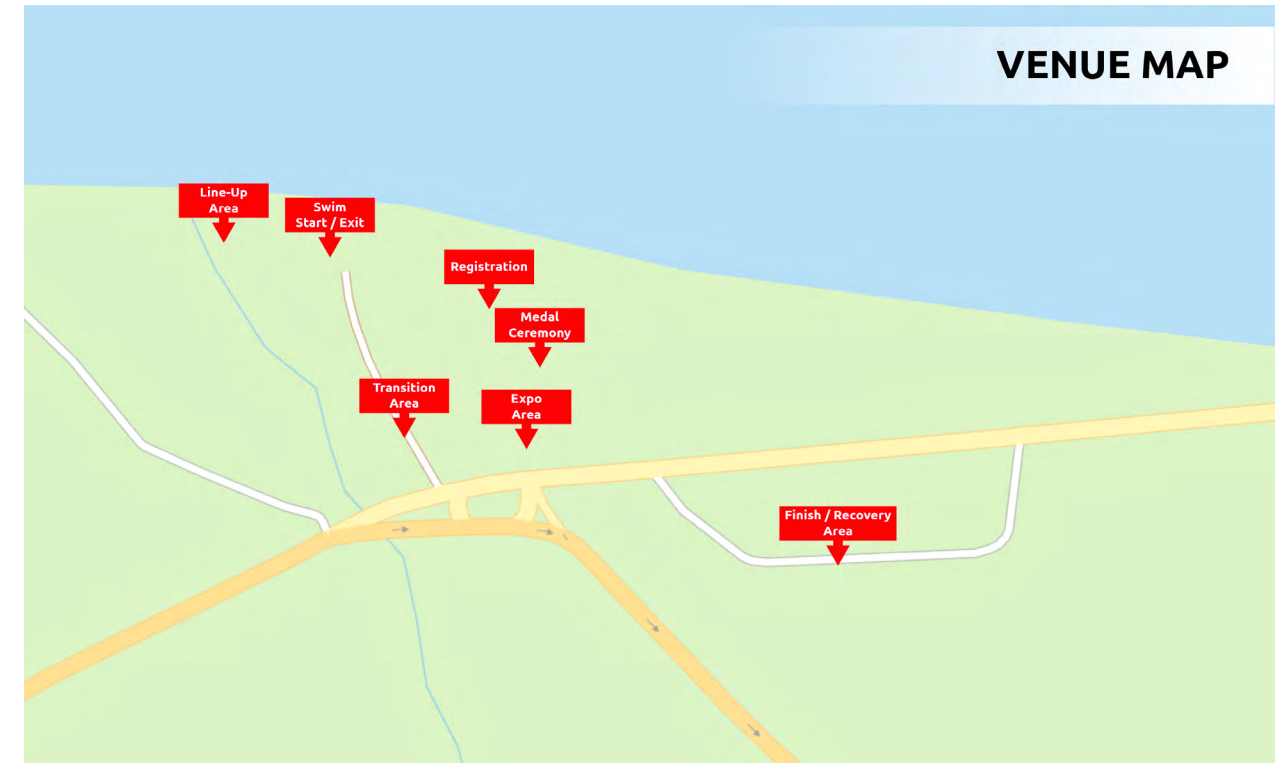 VENUE MAP
Line-Up
Area
Swim
Start / Exit
Registration
Medal
Ceremony
Transition
Area
Expo
Area
Finish / Recovery
Area